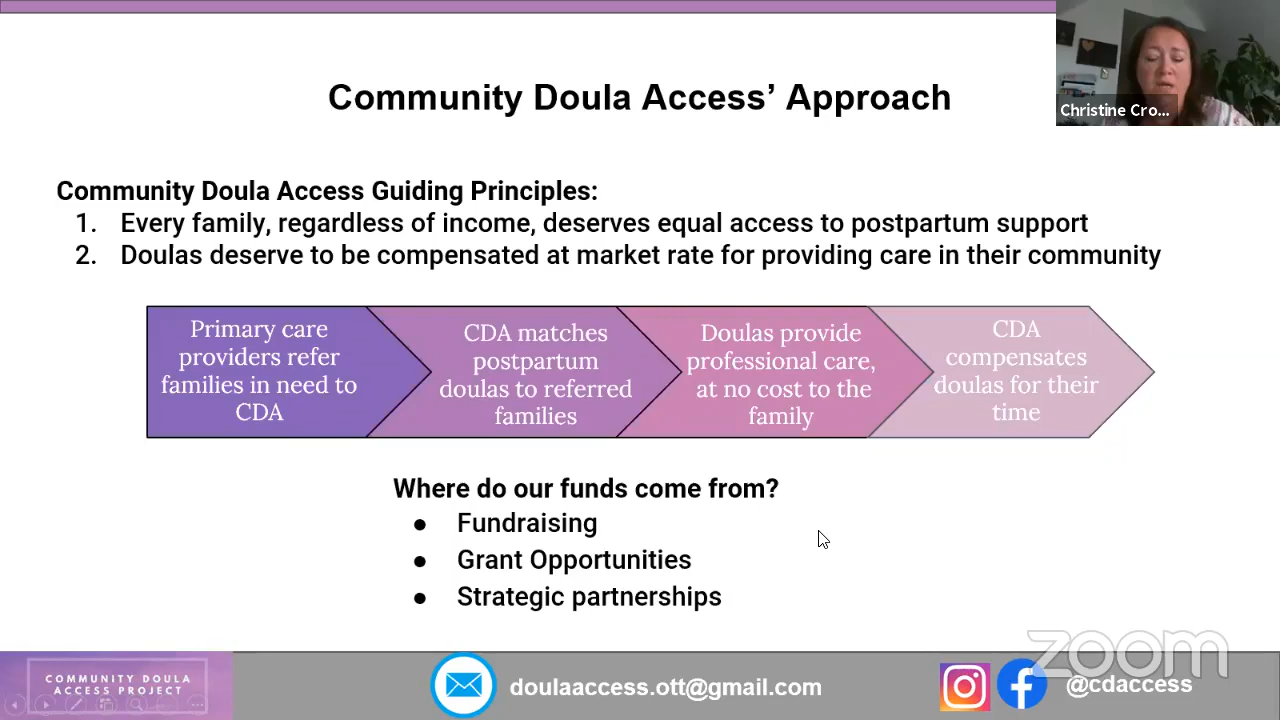 Community Doula Access’ Approach
Christine Cro...
Community Doula Access Guiding Principles:
1. Every family, regardless of income, deserves equal access to postpartum support
2. Doulas deserve to be compensated at market rate for providing care in their community
Primary care
providers refer
families in need to
CDA
CDA matches
postpartum
doulas to referred
families
Doulas provide
professional care,
at no cost to the
family
CDA
compensates
doulas for their
time
Where do our funds come from?
● Fundraising
● Grant Opportunities
● Strategic partnerships
zoom
COMMUNITY DOULA
ACCESS PROJECT
doulaaccess.ott@gmail.com
@cdaccess